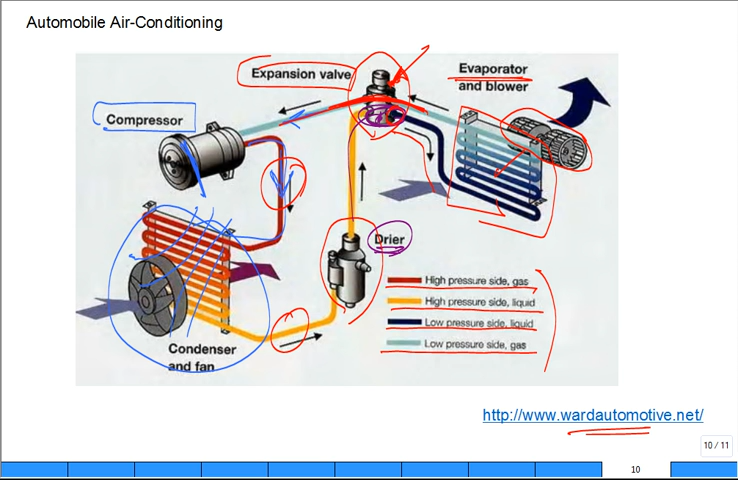 Automobile Air-Conditioning
Expansion valve
Evaporator
and blower
Compressor
Drier
High pressure side, gas
High pressure side, liquid
Low pressure side, liquid
Low pressure side, gas
Condenser
and fan
http://www.wardautomotive.net/
10 / 11
10